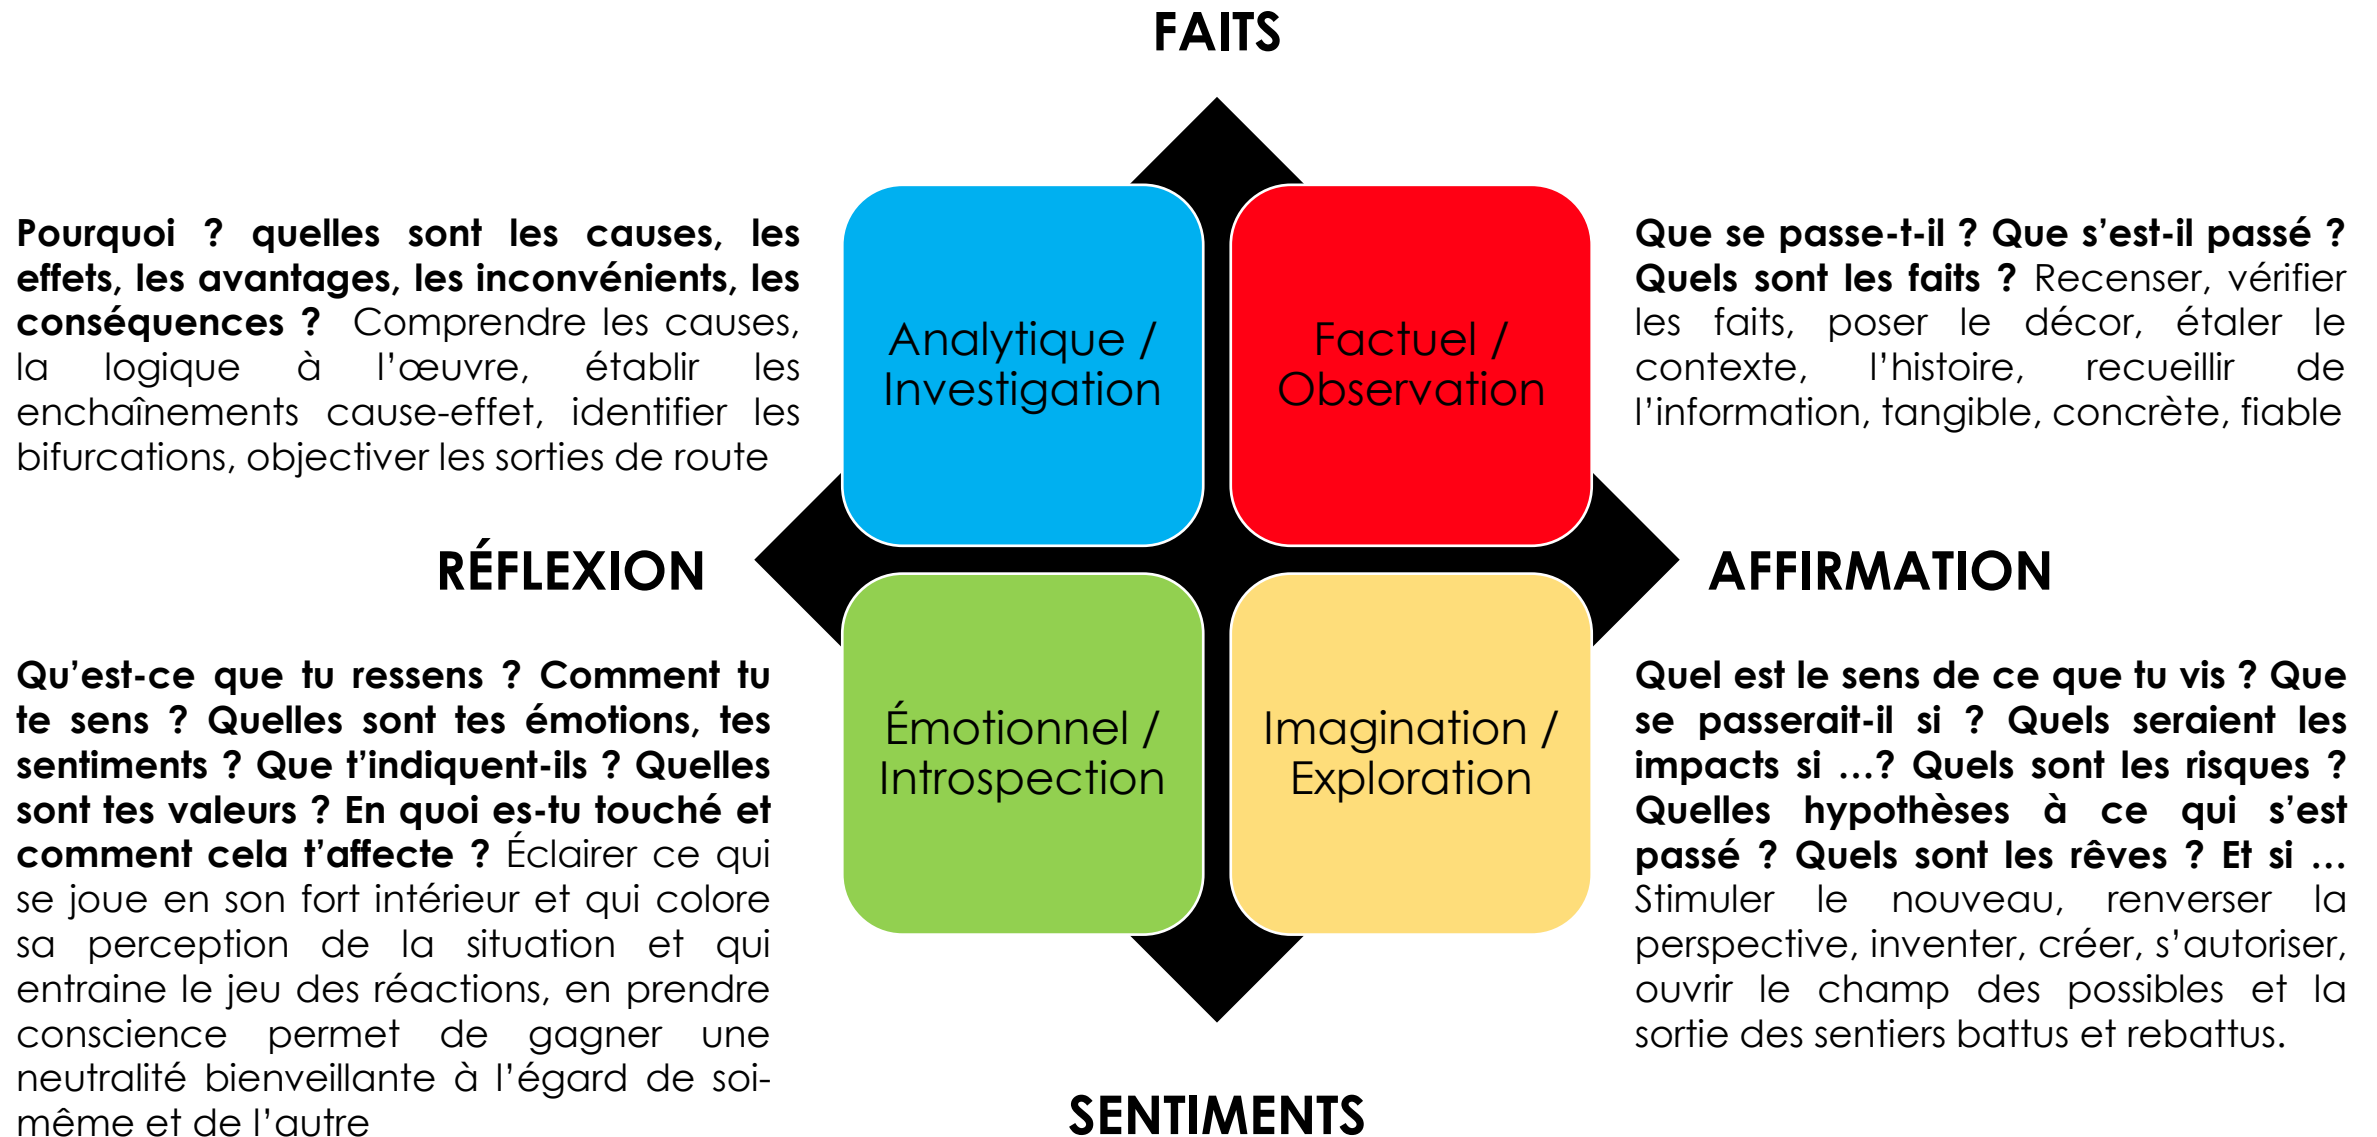 FAITS
Pourquoi ? quelles sont les causes, les
effets, les avantages, les inconvénients, les
conséquences ? Comprendre les causes,
la logique à l’œuvre, établir les
enchaînements cause-effet, identifier les
bifurcations, objectiver les sorties de route
Analytique /
Investigation
Factuel /
Observation
Que se passe-t-il ? Que s’est-il passé ?
Quels sont les faits ? Recenser, vérifier
les faits, poser le décor, étaler le
contexte, l’histoire, recueillir de
l’information, tangible, concrète, fiable
RÉFLEXION
AFFIRMATION
Qu’est-ce que tu ressens ? Comment tu
te sens ? Quelles sont tes émotions, tes
sentiments ? Que t’indiquent-ils ? Quelles
sont tes valeurs ? En quoi es-tu touché et
comment cela t’affecte ? Éclairer ce qui
se joue en son fort intérieur et qui colore
sa perception de la situation et qui
entraine le jeu des réactions, en prendre
conscience permet de gagner une
neutralité bienveillante à l’égard de soi-
même et de l’autre
Émotionnel /
Introspection
Imagination /
Exploration
Quel est le sens de ce que tu vis ? Que
se passerait-il si ? Quels seraient les
impacts si …? Quels sont les risques ?
Quelles hypothèses à ce qui s’est
passé ? Quels sont les rêves ? Et si …
Stimuler le nouveau, renverser la
perspective, inventer, créer, s’autoriser,
ouvrir le champ des possibles et la
sortie des sentiers battus et rebattus.
SENTIMENTS